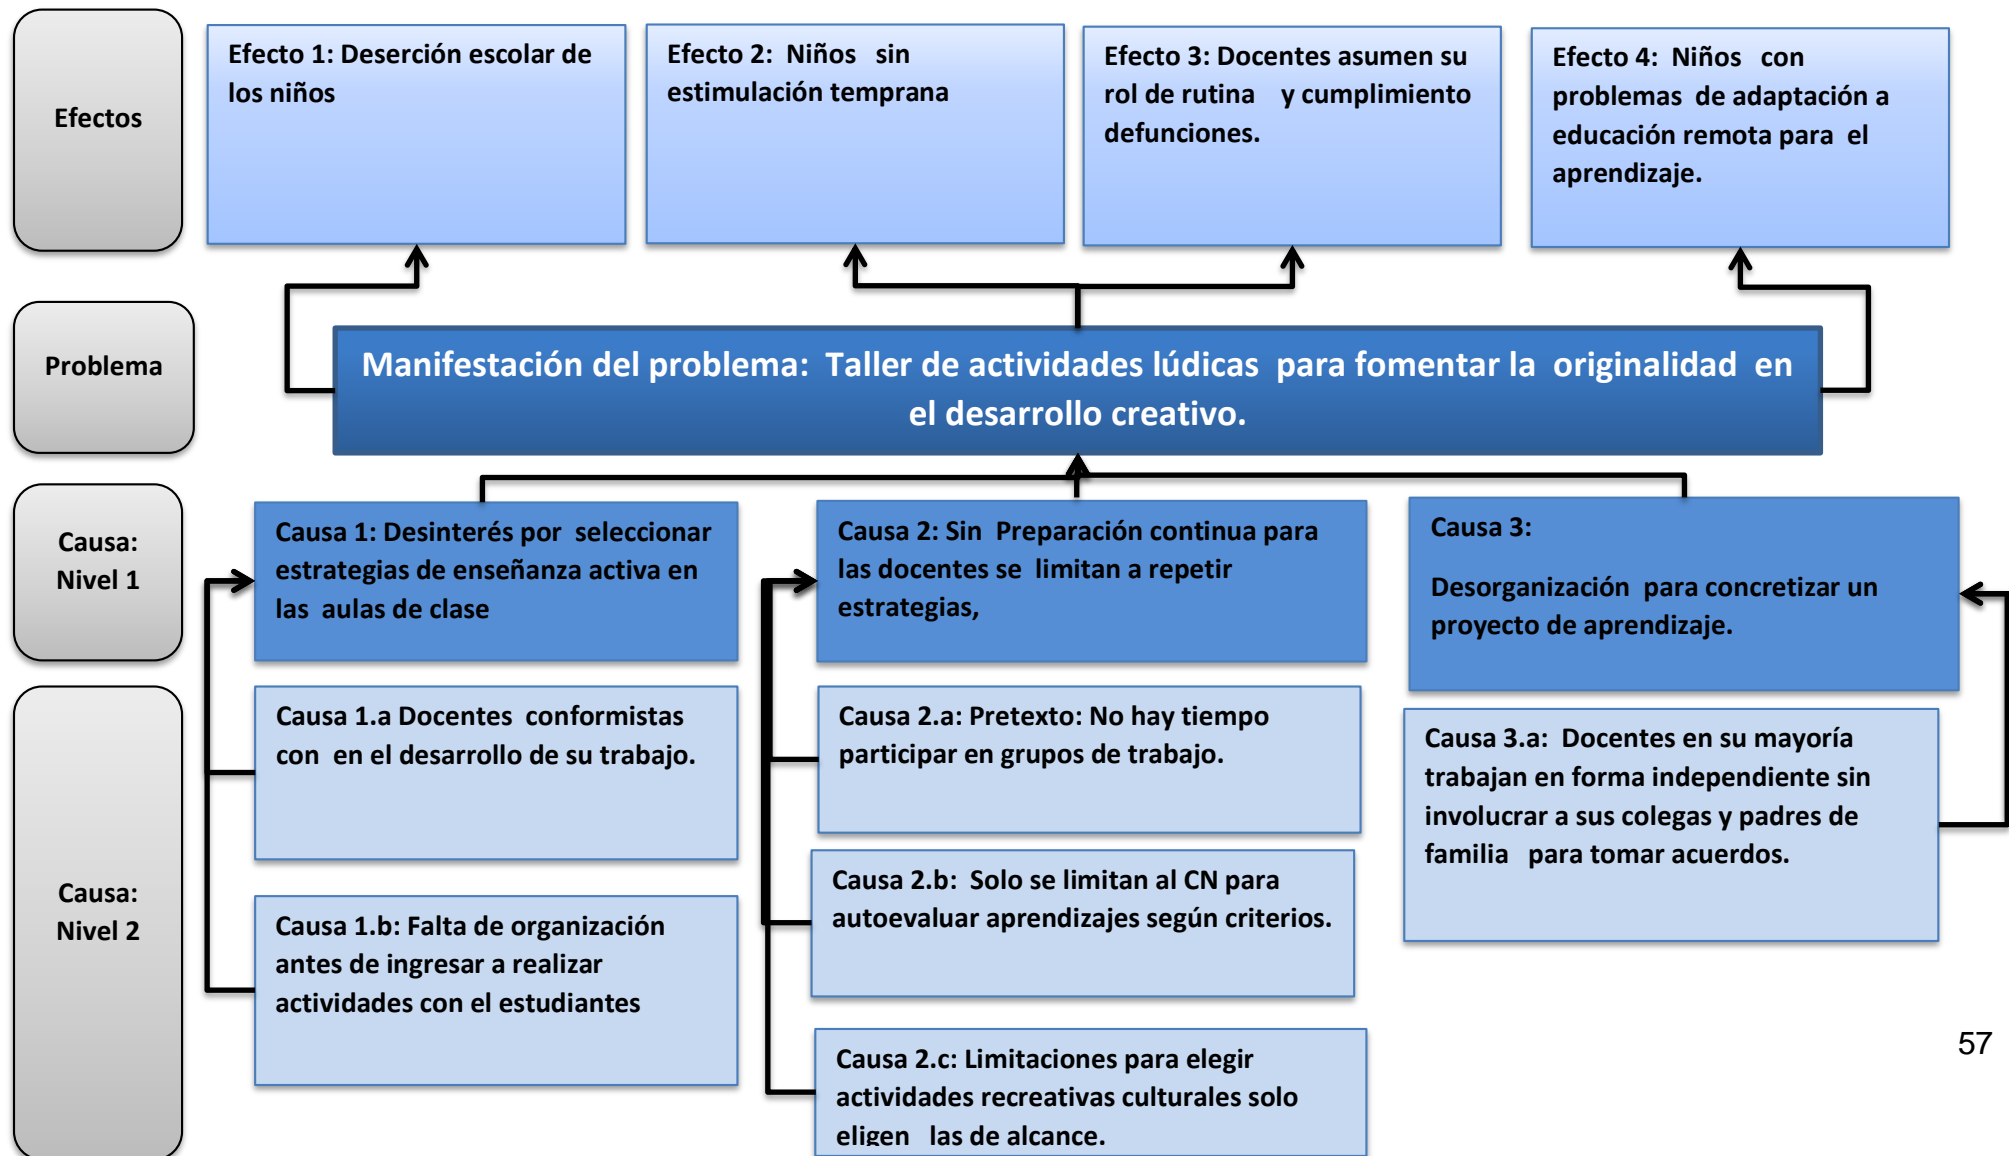 Efectos
Efecto 1: Deserción escolar de
los niños
Efecto 2: Niños sin
estimulación temprana
Efecto 3: Docentes asumen su
rol de rutina y cumplimiento
defunciones.
Efecto 4: Niños con
problemas de adaptación a
educación remota para el
aprendizaje.
Problema
Manifestación del problema: Taller de actividades lúdicas para fomentar la originalidad en
el desarrollo creativo.
Causa:
Nivel 1
Causa 1: Desinterés por seleccionar
estrategias de enseñanza activa en
las aulas de clase
Causa 2: Sin Preparación continua para
las docentes se limitan a repetir
estrategias,
Causa 3:
Desorganización para concretizar un
proyecto de aprendizaje.
Causa:
Nivel 2
Causa 1.a Docentes conformistas
con en el desarrollo de su trabajo.
Causa 1.b: Falta de organización
antes de ingresar a realizar
actividades con el estudiantes
Causa 2.a: Pretexto: No hay tiempo
participar en grupos de trabajo.
Causa 2.b: Solo se limitan al CN para
autoevaluar aprendizajes según criterios.
Causa 2.c: Limitaciones para elegir
actividades recreativas culturales solo
eligen las de alcance.
Causa 3.a: Docentes en su mayoría
trabajan en forma independiente sin
involucrar a sus colegas y padres de
familia para tomar acuerdos.
57